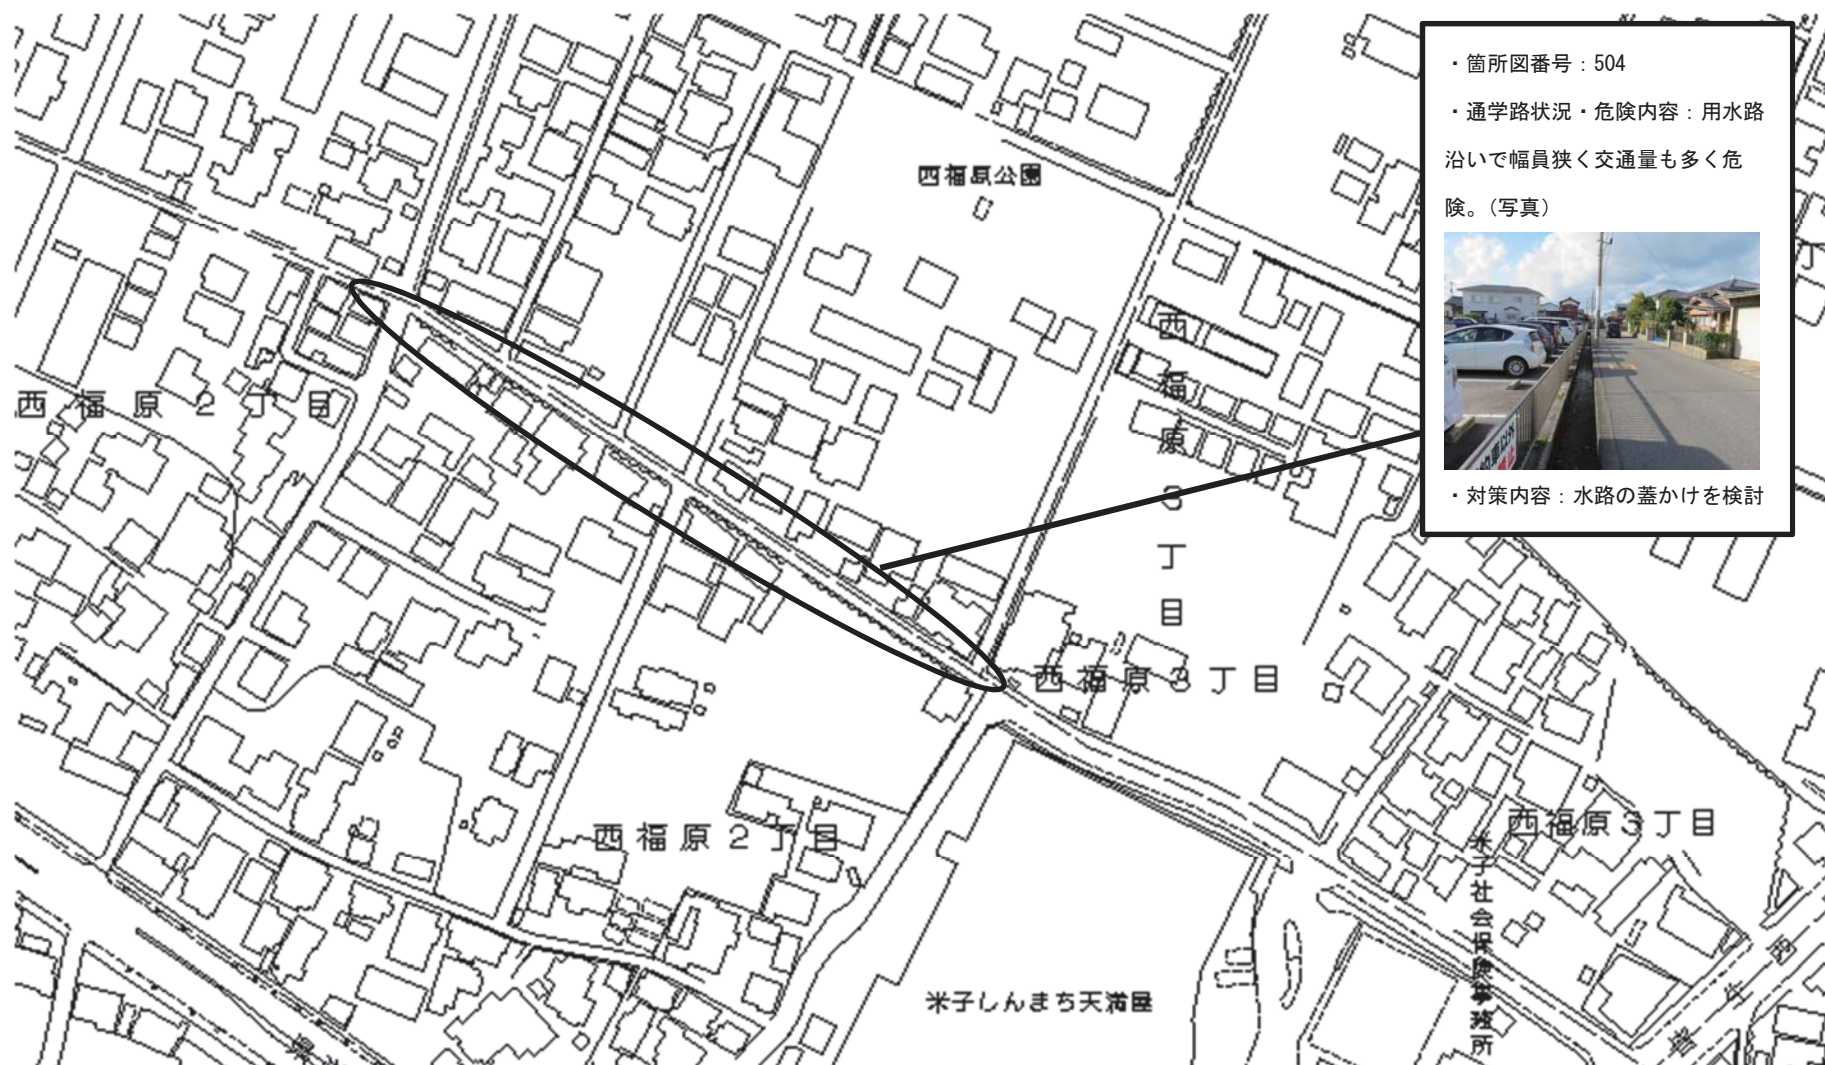 ・箇所図番号：504
・通学路状況・危険内容：用水路
沿いで幅員狭く交通量も多く危
険。（写真）
・対策内容：水路の蓋かけを検討
西福原公園
西福原２丁目
西福原３丁目
西福原３丁目
西福原２丁目
西福原３丁目
米子社会保険事務所
米子しんまち天満屋